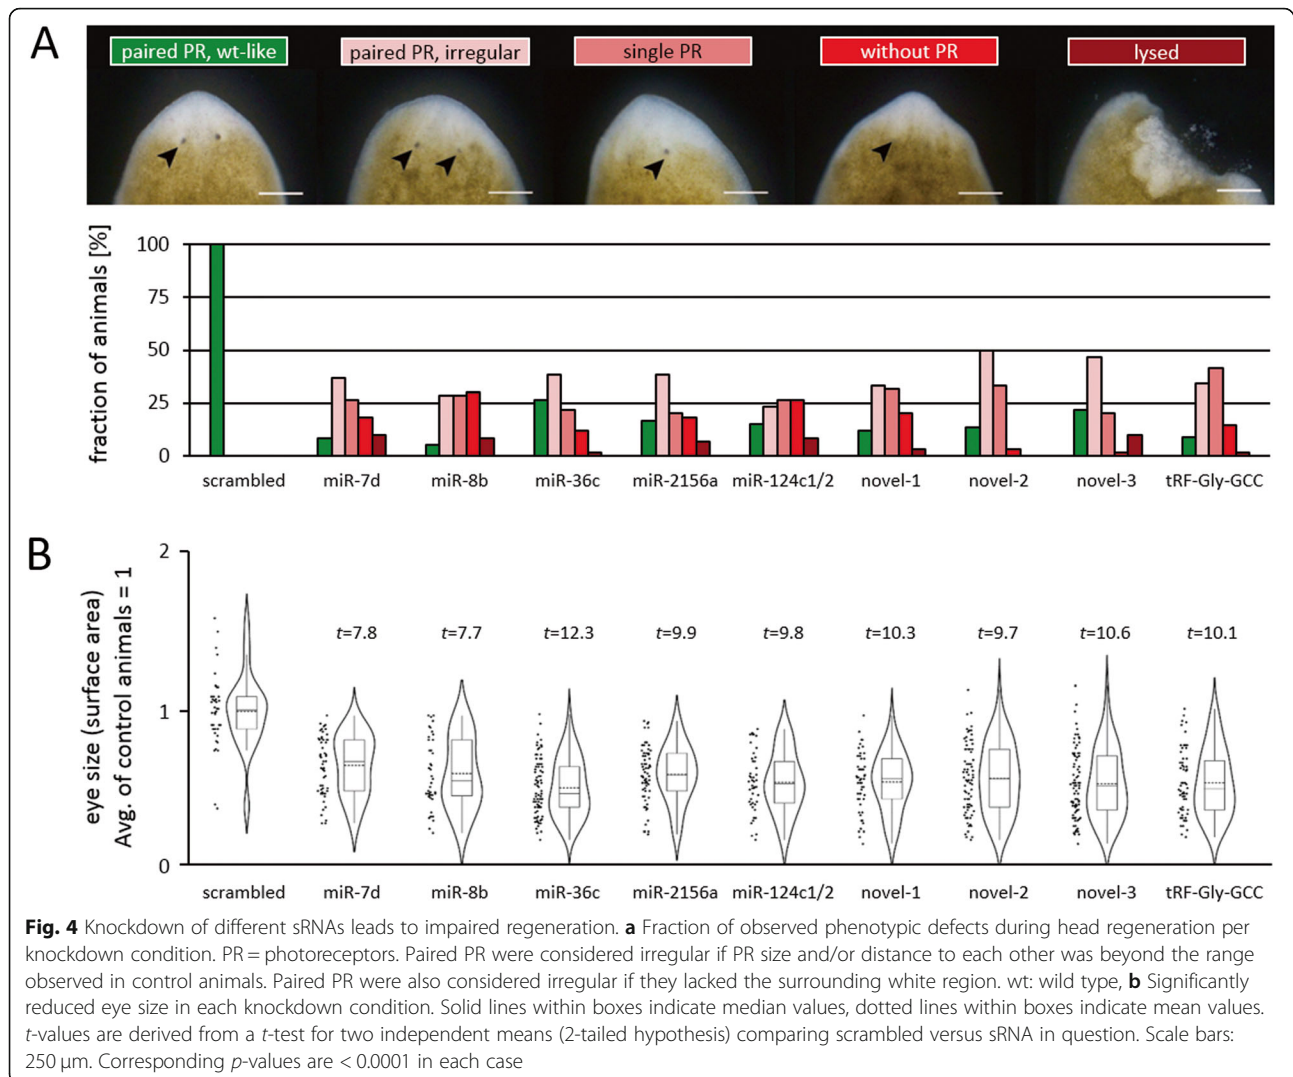 A
paired PR, wt-like
paired PR, irregular
single PR
without PR
lysed
fraction of animals [%]
100
75
50
25
0
scrambled miR-7d miR-8b miR-36c miR-2156a miR-124c1/2 novel-1 novel-2 novel-3 tRF-Gly-GCC
B
eye size (surface area)
Avg. of control animals = 1
2
1
0
t=7.8 t=7.7 t=12.3 t=9.9 t=9.8 t=10.3 t=9.7 t=10.6 t=10.1
scrambled miR-7d miR-8b miR-36c miR-2156a miR-124c1/2 novel-1 novel-2 novel-3 tRF-Gly-GCC
Fig. 4 Knockdown of different sRNAs leads to impaired regeneration. a Fraction of observed phenotypic defects during head regeneration per
knockdown condition. PR = photoreceptors. Paired PR were considered irregular if PR size and/or distance to each other was beyond the range
observed in control animals. Paired PR were also considered irregular if they lacked the surrounding white region. wt: wild type, b Significantly
reduced eye size in each knockdown condition. Solid lines within boxes indicate median values, dotted lines within boxes indicate mean values.
t-values are derived from a t-test for two independent means (2-tailed hypothesis) comparing scrambled versus sRNA in question. Scale bars:
250 μm. Corresponding p-values are < 0.0001 in each case